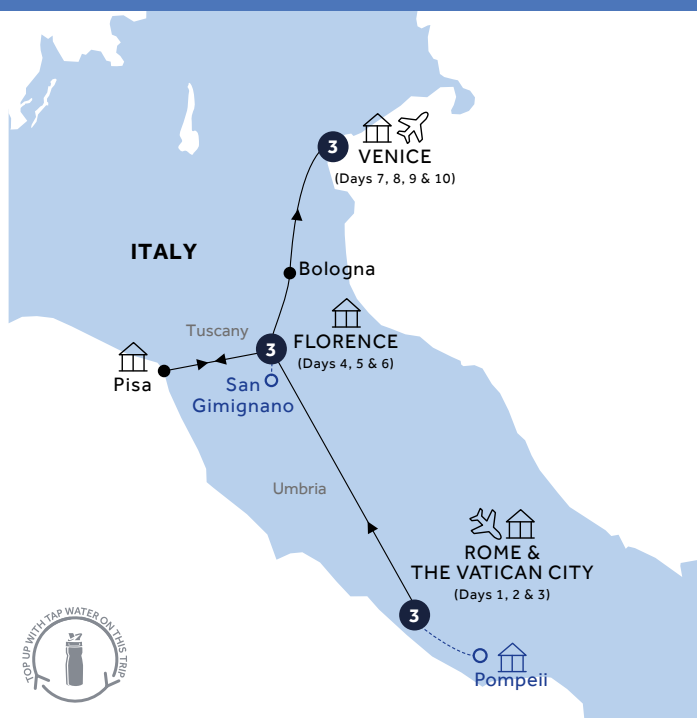 3
VENICE
(Days 7, 8, 9 & 10)
ITALY
Bologna
Tuscany
3
FLORENCE
(Days 4, 5 & 6)
Pisa
San
Gimignano
Umbria
ROME &
THE VATICAN CITY
(Days 1, 2 & 3)
3
Pompeii
TOP UP WITH TAP WATER ON THIS TRIP